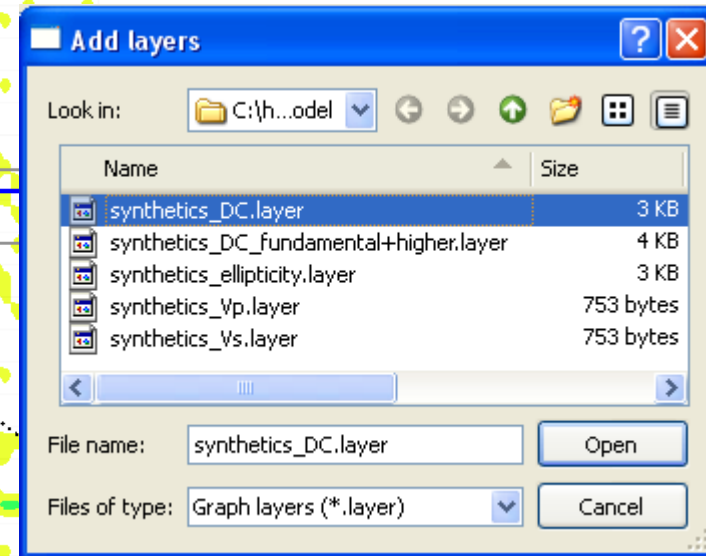 Add layers
Look in: C:\h...odel
Name Size
synthetics_DC.layer 3 KB
synthetics_DC_fundamental+higher.layer 4 KB
synthetics_ellipticity.layer 3 KB
synthetics_Vp.layer 753 bytes
synthetics_Vs.layer 753 bytes
File name: synthetics_DC.layer Open
Files of type: Graph layers (*.layer) Cancel